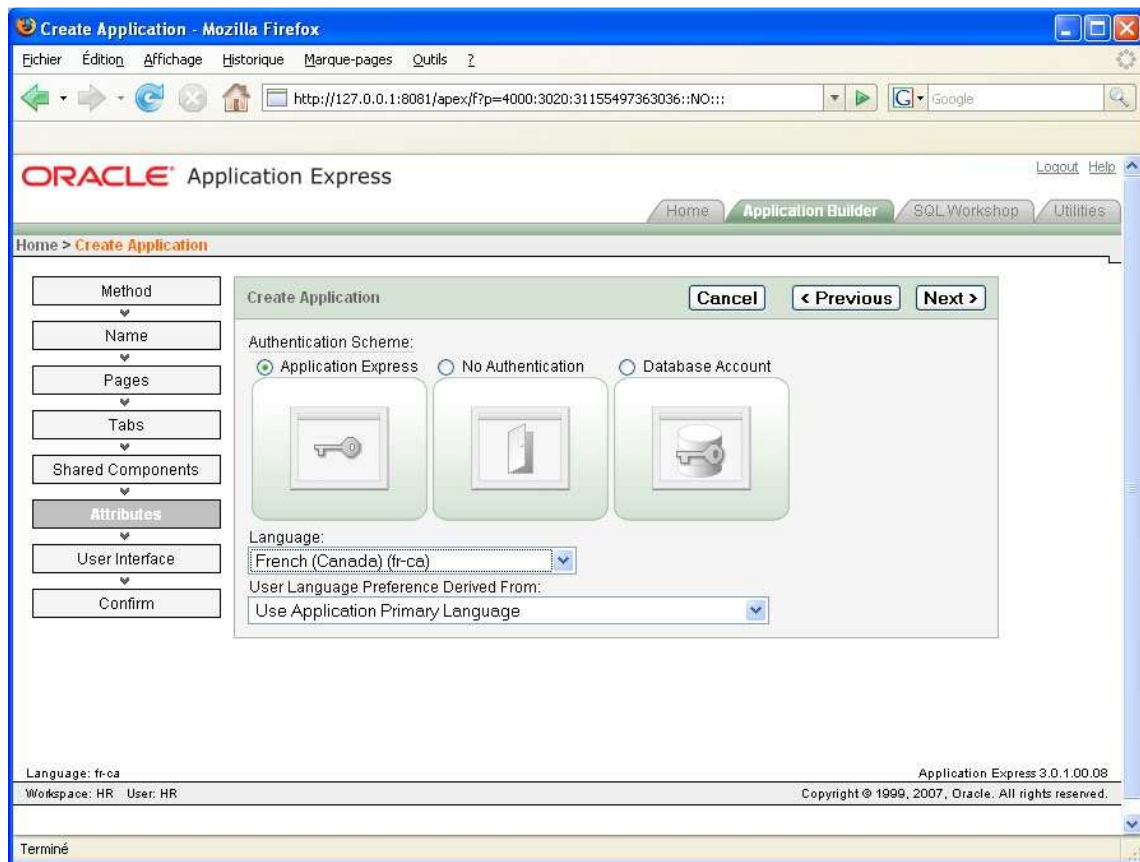 Create Application - Mozilla Firefox
Fichier Édition Affichage Historique Marque-pages Outils ?
http://127.0.0.1:8081/apex/f?p=4000:3020:31155497363036::NO::: G Google
ORACLE Application Express
Logout Help
Home Application Builder SQL Workshop Utilities
Home > Create Application
Method
Name
Pages
Tabs
Shared Components
Attributes
User Interface
Confirm
Create Application Cancel < Previous Next >
Authentication Scheme:
Application Express No Authentication Database Account
Language:
French (Canada) (fr-ca)
User Language Preference Derived From:
Use Application Primary Language
Language: fr-ca Application Express 3.0.1.00.08
Workspace: HR User: HR Copyright © 1999, 2007, Oracle. All rights reserved.
Terminé